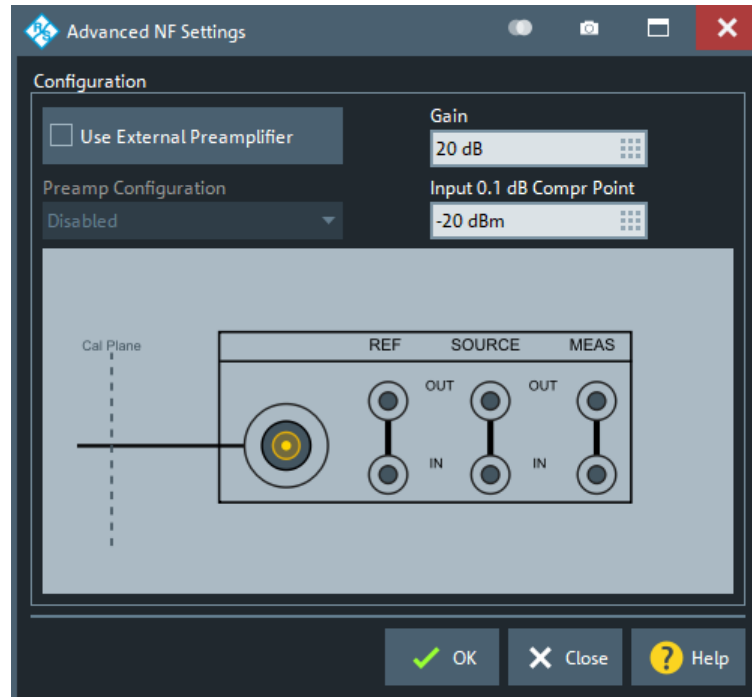 R&S Advanced NF Settings
Configuration
Use External Preamplifier
Gain
20 dB
Preamp Configuration
Disabled
Input 0.1 dB Compr Point
-20 dBm
Cal Plane
REF SOURCE MEAS
OUT OUT
IN IN
OK Close ? Help